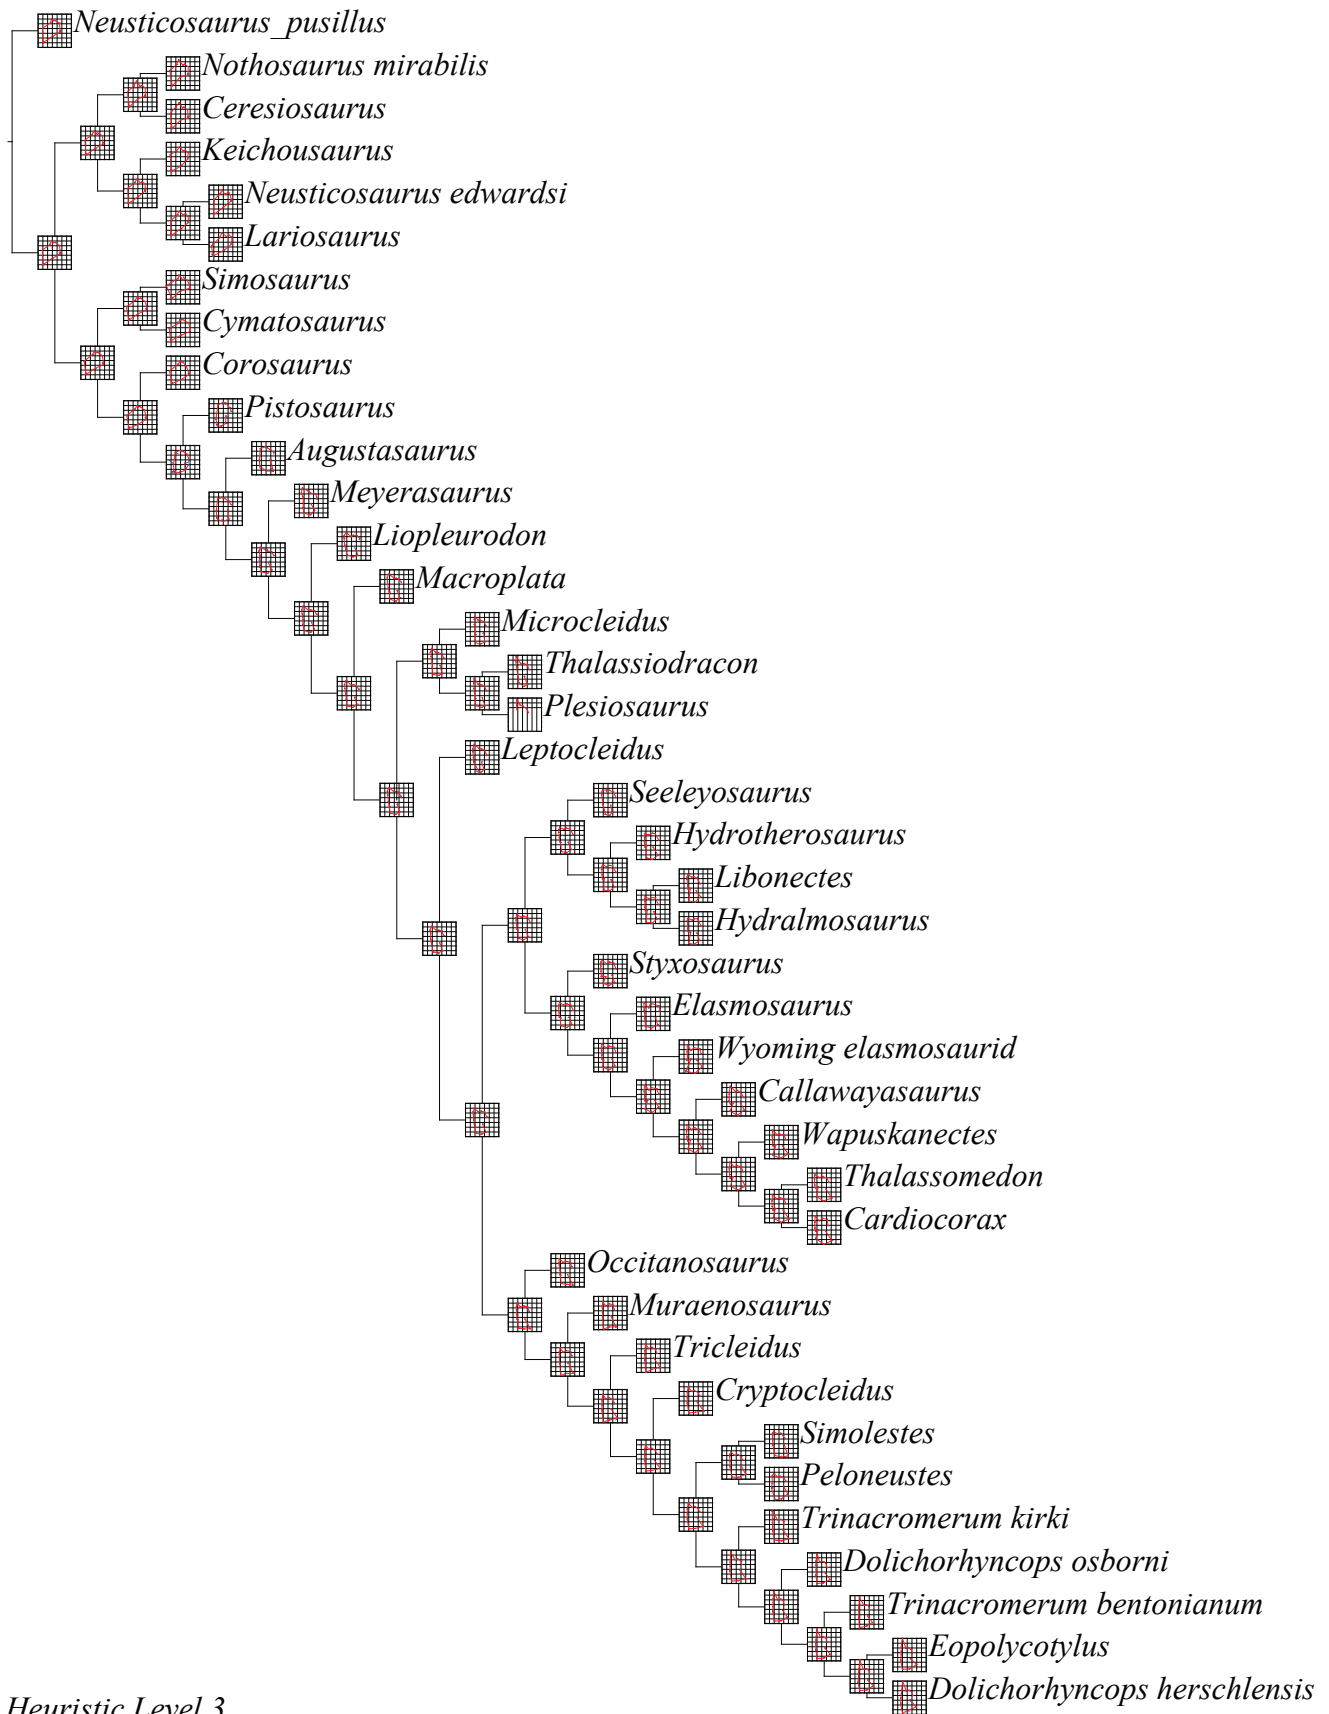 Neusticosaurus_pusillus
Nothosaurus mirabilis
Ceresiosaurus
Keichousaurus
Neusticosaurus edwardsi
Lariosaurus
Simosaurus
Cymatosaurus
Corosaurus
Pistosaurus
Augustasaurus
Meyerasaurus
Liopleurodon
Macroplata
Microcleidus
Thalassiodracon
Plesiosaurus
Leptocleidus
Seeleyosaurus
Hydrotherosaurus
Libonectes
Hydralmosaurus
Styxosaurus
Elasmosaurus
Wyoming elasmosaurid
Callawayasaurus
Wapuskanectes
Thalassomedon
Cardiocorax
Occitanosaurus
Muraenosaurus
Tricleidus
Cryptocleidus
Simolestes
Peloneustes
Trinacromerum kirki
Dolichorhyncops osborni
Trinacromerum bentonianum
Eopolycotylus
Dolichorhyncops herschlensis
Heuristic Level 3